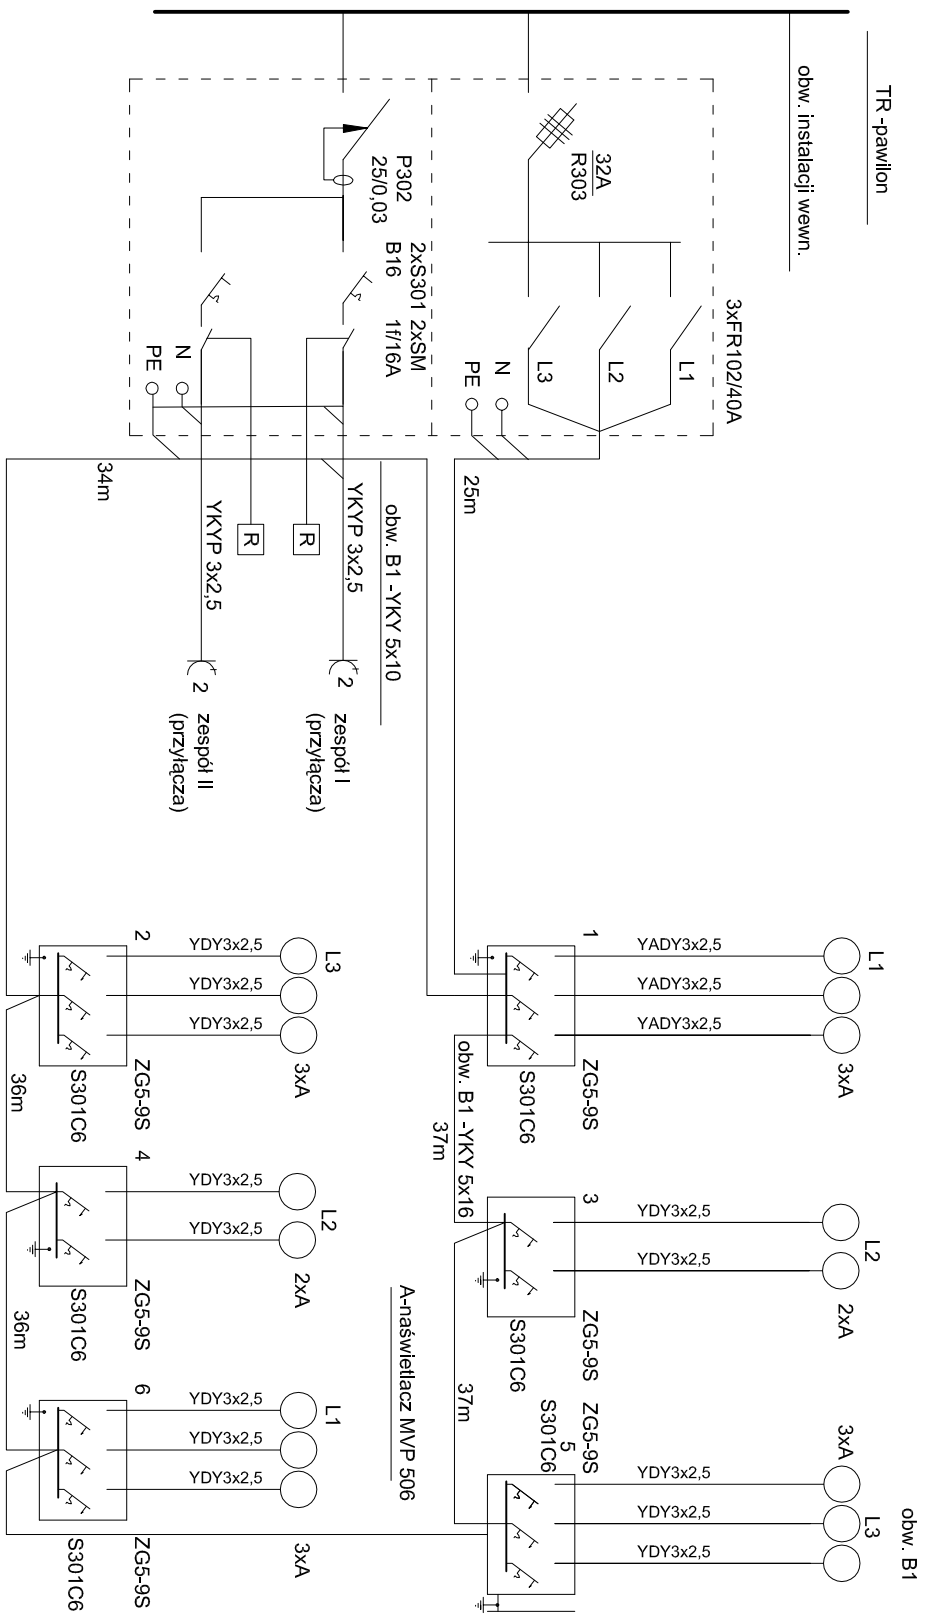 TR -pawilon
obw. instalacji wewn.
32A
R303
3xFR102/40A
L1
L2
L3
N
PE
P302
25/0,03
2xS301
B16
2xSM
1f/16A
N
PE
25m
34m
obw. B1 -YKY 5x10
YKYP 3x2,5
R
R
YKYP 3x2,5
2
zespół I
(przyłącza)
2
zespół II
(przyłącza)
obw. B1
L1
3xA
YADY3x2,5
YADY3x2,5
YADY3x2,5
1
ZG5-9S
S301C6
obw. B1 -YKY 5x16
37m
L2
2xA
YDY3x2,5
YDY3x2,5
3
ZG5-9S
S301C6
37m
3xA
L3
YDY3x2,5
YDY3x2,5
YDY3x2,5
ZG5-9S
5
S301C6
A-naświetlacz MVP 506
L3
3xA
YDY3x2,5
YDY3x2,5
YDY3x2,5
2
ZG5-9S
S301C6
36m
L2
2xA
YDY3x2,5
YDY3x2,5
4
ZG5-9S
S301C6
36m
L1
3xA
YDY3x2,5
YDY3x2,5
YDY3x2,5
6
ZG5-9S
S301C6